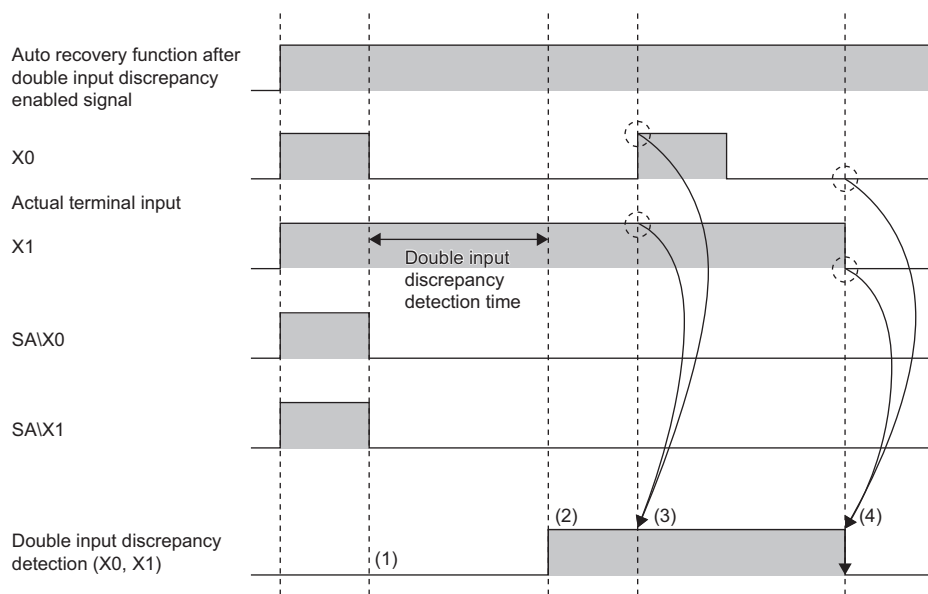 Auto recovery function after
double input discrepancy
enabled signal
X0
Actual terminal input
X1
Double input
discrepancy
detection time
SA\X0
SA\X1
(2)
(3)
(4)
Double input discrepancy
detection (X0, X1)
(1)